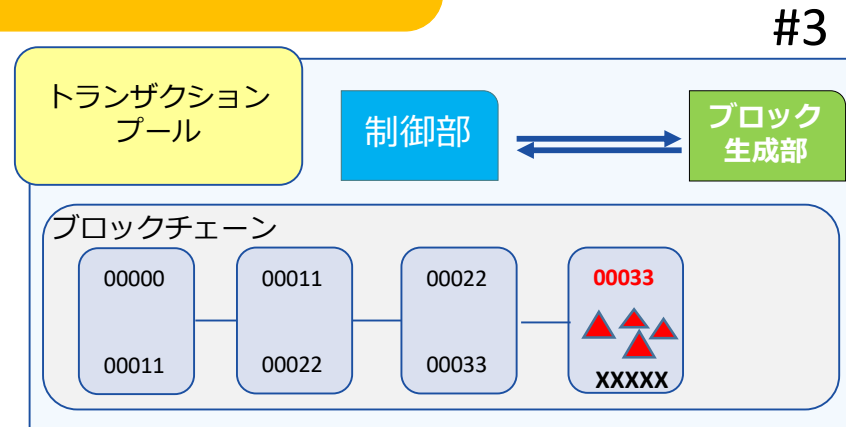 #3
トランザクション
プール
制御部
ブロック
生成部
ブロックチェーン
00000
00011
00022
00033
00011
00022
00033
XXXXX